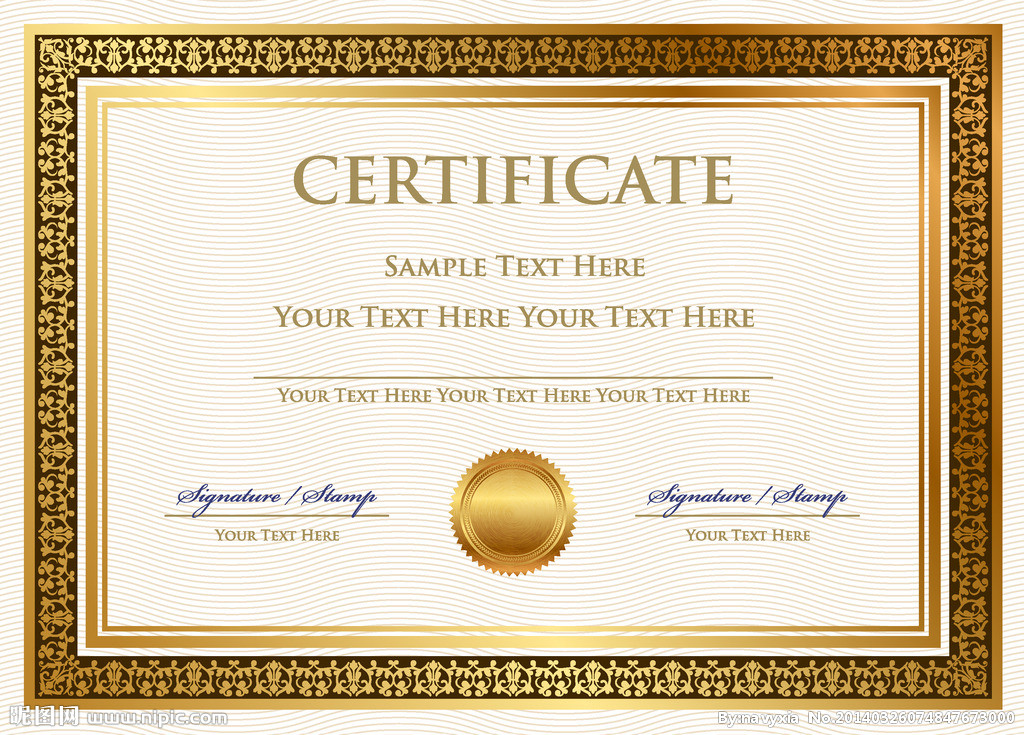 CERTIFICATE
SAMPLE TEXT HERE
YOUR TEXT HERE YOUR TEXT HERE
YOUR TEXT HERE YOUR TEXT HERE YOUR TEXT HERE
Signature / Stamp Signature / Stamp
YOUR TEXT HERE YOUR TEXT HERE
昵图网 www.nipic.com By:navyxia No.20140326074847673000